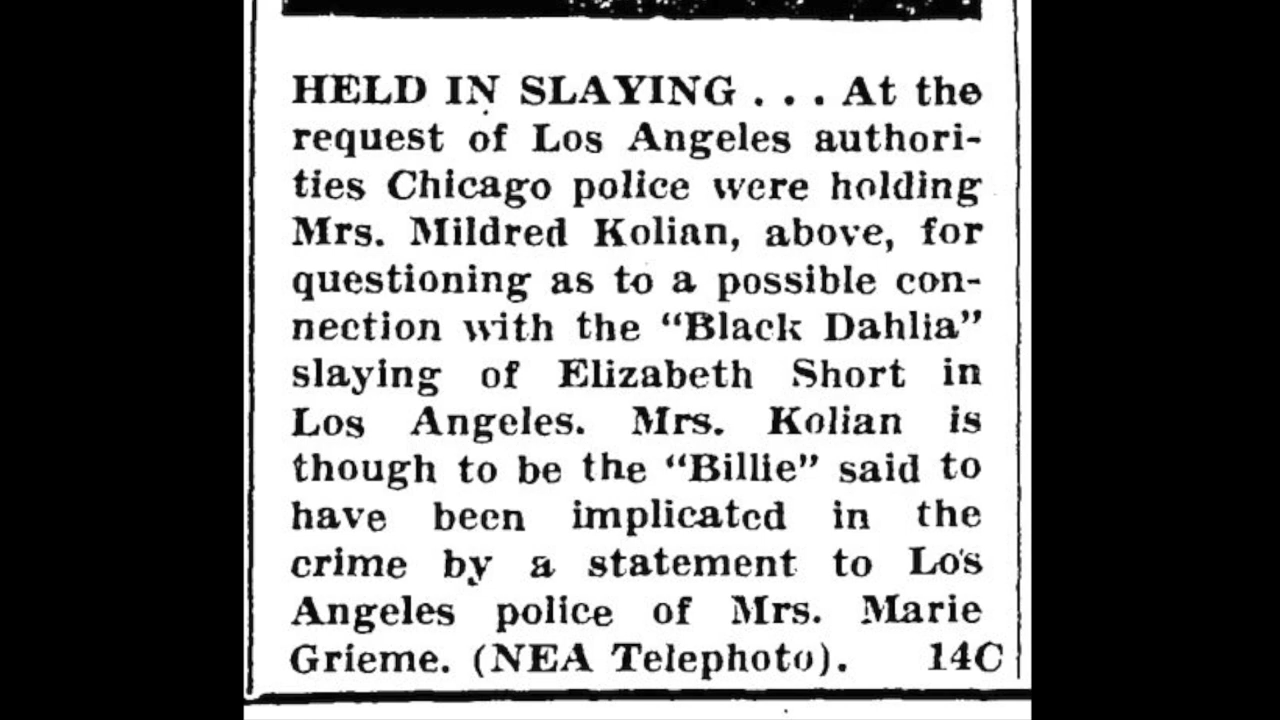 HELD IN SLAYING . . . At the
request of Los Angeles authori-
ties Chicago police were holding
Mrs. Mildred Kolian, above, for
questioning as to a possible con-
nection with the “Black Dahlia”
slaying of Elizabeth Short in
Los Angeles. Mrs. Kolian is
though to be the “Billie” said to
have been implicated in the
crime by a statement to Los
Angeles police of Mrs. Marie
Grieme. (NEA Telephoto). 14C